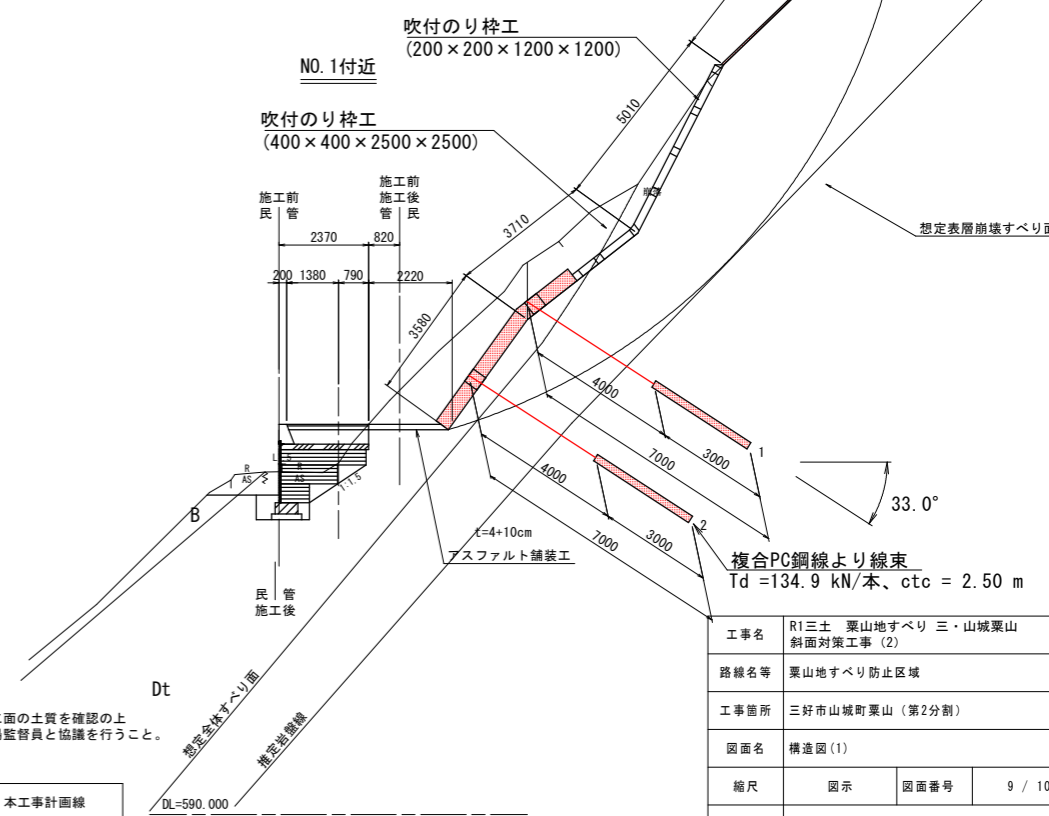 吹付のり枠工
(200×200×1200×1200)
NO.1付近
吹付のり枠工
(400×400×2500×2500)
5010
施工前
民 管
施工前
施工後
管 民
3710
2370
820
200
1380
790
2220
3580
想定表層崩壊すべり面
4000
3000
7000
1
4000
3000
7000
2
33.0°
R
AS
R
AS
1:1.5
B
t=4+10cm
アスファルト舗装工
複合PC鋼線より線束
Td =134.9 kN/本、ctc = 2.50 m
民 管
施工後
Dt
面の土質を確認の上
監督員と協議を行うこと。
想定全体すべり面
推定岩盤線
本工事計画線
DL=590.000
工事名
R1三土 粟山地すべり 三・山城粟山
斜面対策工事(2)
路線名等
粟山地すべり防止区域
工事箇所
三好市山城町粟山(第2分割)
図面名
構造図(1)
縮尺
図示
図面番号
9 / 10